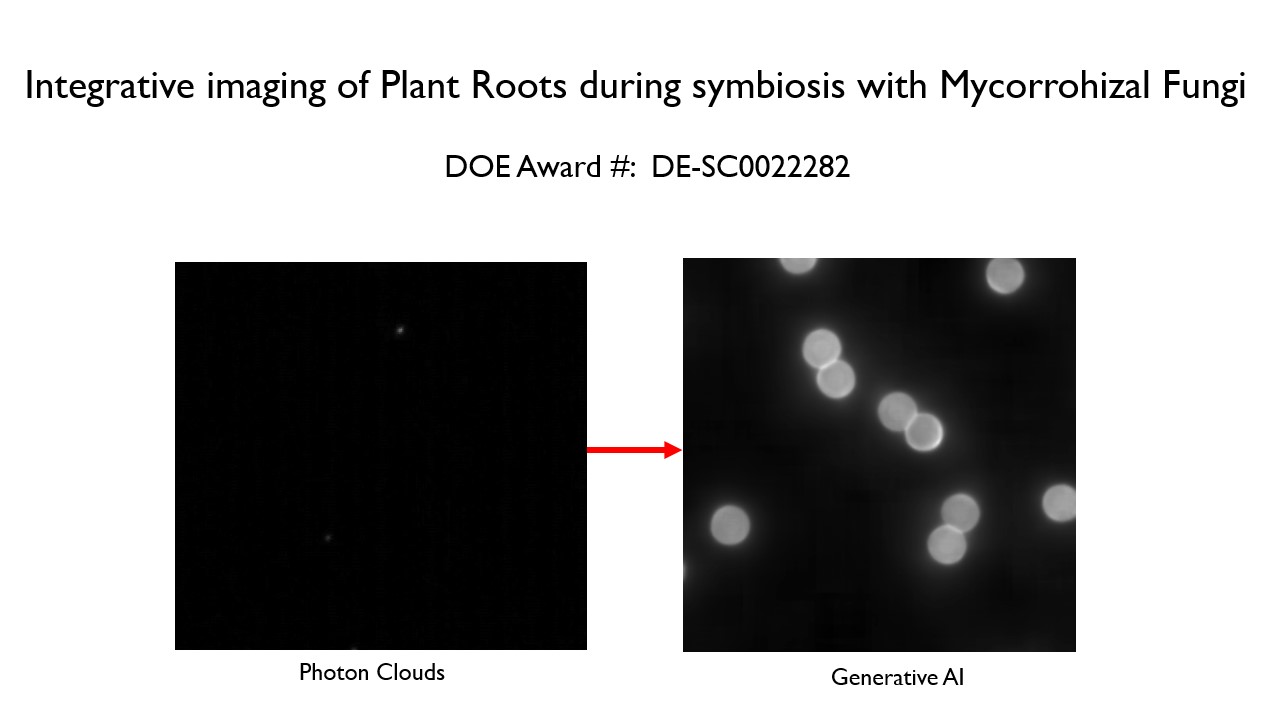 Integrative imaging of Plant Roots during symbiosis with Mycorrohizal Fungi
DOE Award #: DE-SC0022282
Photon Clouds
Generative AI